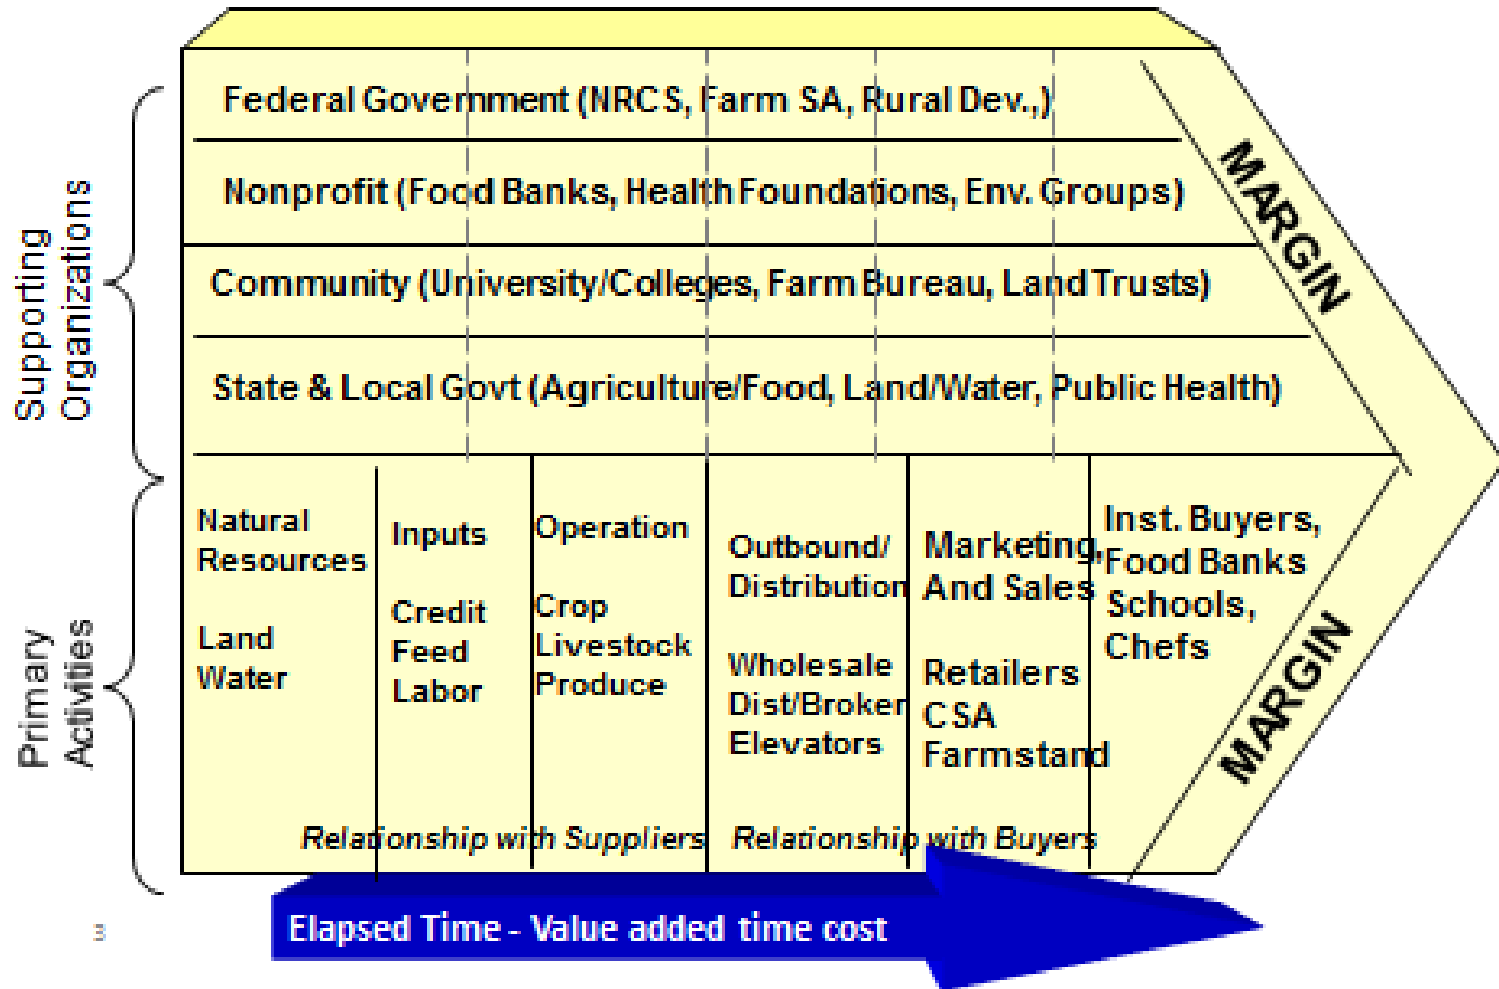 Supporting
Organizations
Federal Government (NRCS, Farm SA, Rural Dev.,)
Nonprofit (Food Banks, Health Foundations, Env. Groups)
Community (University/Colleges, Farm Bureau, Land Trusts)
State & Local Govt (Agriculture/Food, Land/Water, Public Health)
MARGIN
Primary
Activities
Natural
Resources
Land
Water
Inputs
Credit
Feed
Labor
Operation
Crop
Livestock
Produce
Outbound/
Distribution
Wholesale
Dist/Broker
Elevators
Marketing,
And Sales
Retailers
CSA
Farmstand
Inst. Buyers,
Food Banks
Schools,
Chefs
MARGIN
Relationship with Suppliers
Relationship with Buyers
Elapsed Time - Value added time cost
3